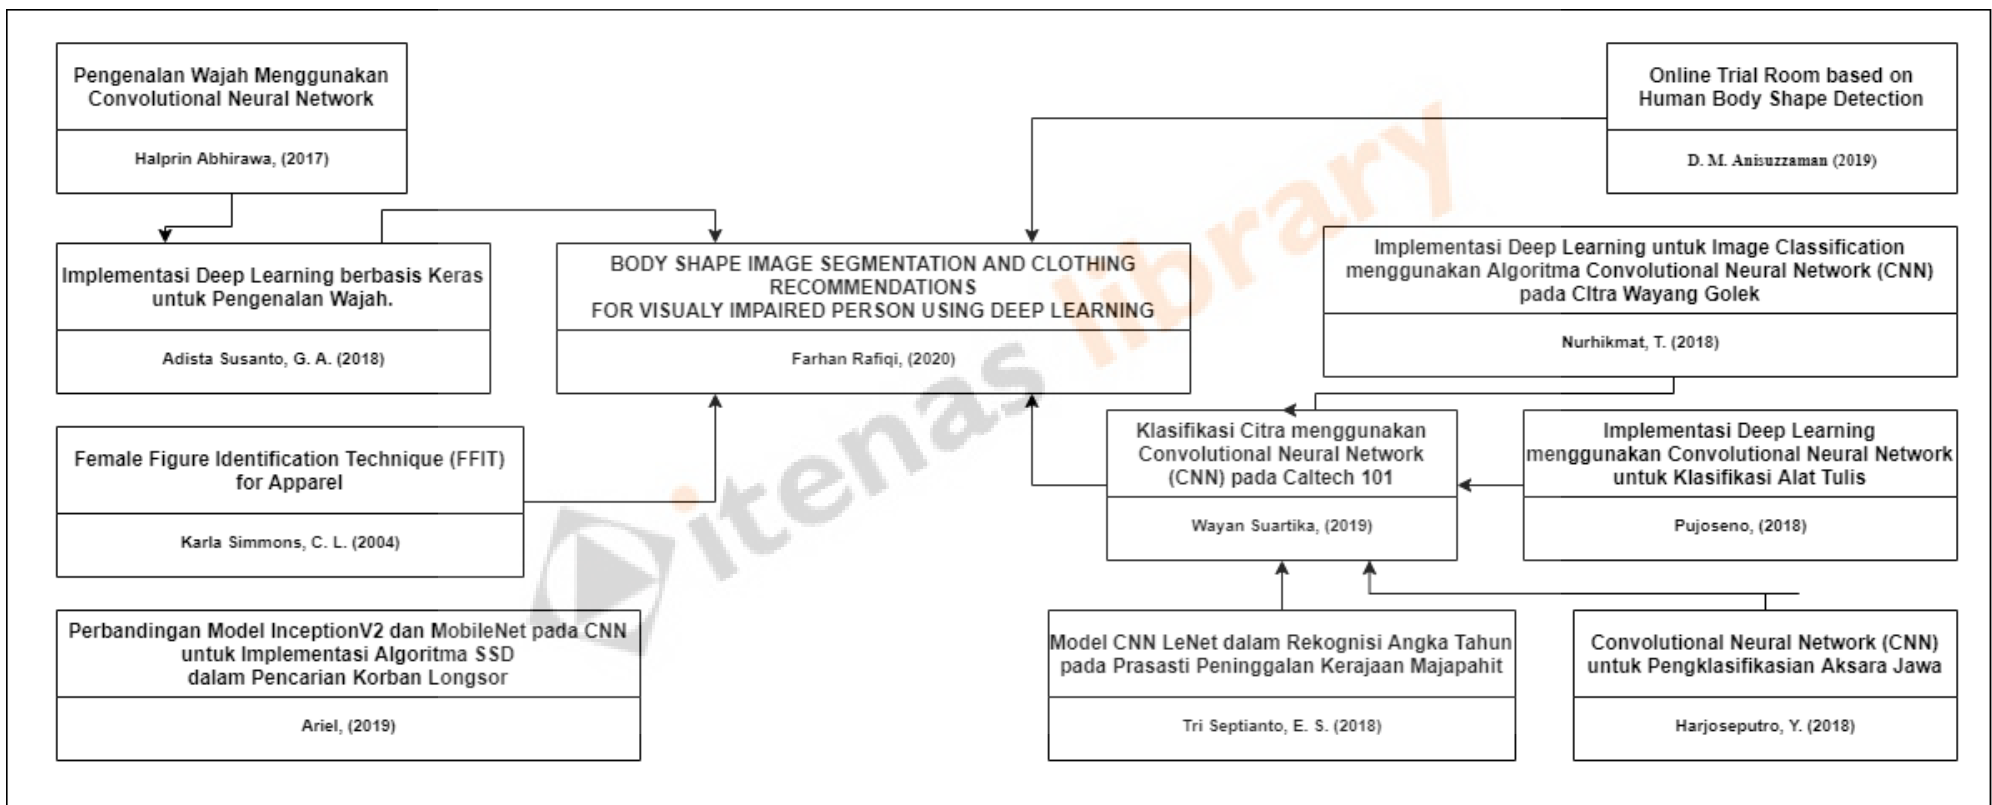 Pengenalan Wajah Menggunakan
Convolutional Neural Network
Halprin Abhirawa, (2017)
Online Trial Room based on
Human Body Shape Detection
D. M. Anisuzzaman (2019)
Implementasi Deep Learning berbasis Keras
untuk Pengenalan Wajah.
Adista Susanto, G. A. (2018)
BODY SHAPE IMAGE SEGMENTATION AND CLOTHING
RECOMMENDATIONS
FOR VISUALY IMPAIRED PERSON USING DEEP LEARNING
Farhan Rafiqi, (2020)
Implementasi Deep Learning untuk Image Classification
menggunakan Algoritma Convolutional Neural Network (CNN)
pada CItra Wayang Golek
Nurhikmat, T. (2018)
Female Figure Identification Technique (FFIT)
for Apparel
Karla Simmons, C. L. (2004)
Klasifikasi Citra menggunakan
Convolutional Neural Network
(CNN) pada Caltech 101
Wayan Suartika, (2019)
Implementasi Deep Learning
menggunakan Convolutional Neural Network
untuk Klasifikasi Alat Tulis
Pujoseno, (2018)
Perbandingan Model InceptionV2 dan MobileNet pada CNN
untuk Implementasi Algoritma SSD
dalam Pencarian Korban Longsor
Ariel, (2019)
Model CNN LeNet dalam Rekognisi Angka Tahun
pada Prasasti Peninggalan Kerajaan Majapahit
Tri Septianto, E. S. (2018)
Convolutional Neural Network (CNN)
untuk Pengklasifikasian Aksara Jawa
Harjoseputro, Y. (2018)
itenas library